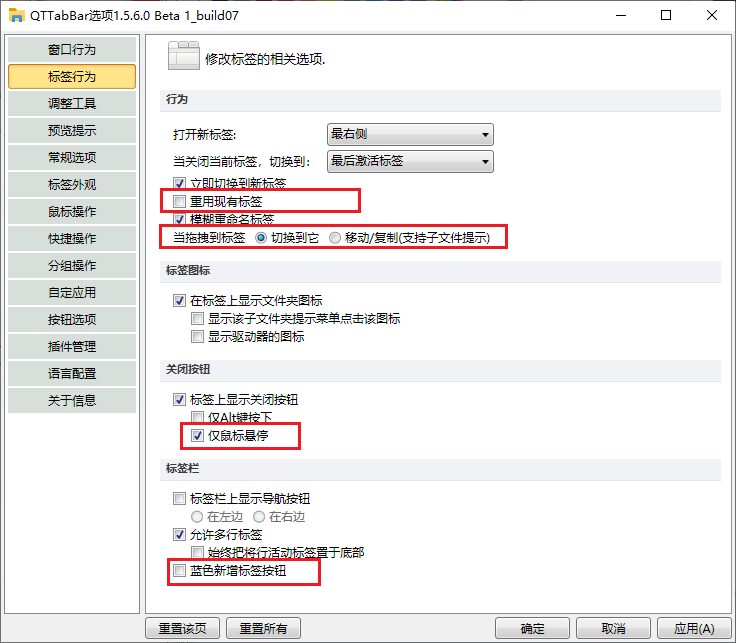 QTTabBar选项1.5.6.0 Beta 1_build07
窗口行为
标签行为
调整工具
预览提示
常规选项
标签外观
鼠标操作
快捷操作
分组操作
自定应用
按钮选项
插件管理
语言配置
关于信息
修改标签的相关选项.
行为
打开新标签: 最右侧
当关闭当前标签，切换到: 最后激活标签
立即切换到新标签
重用现有标签
模糊重命名标签
当拖拽到标签 切换到它 移动/复制(支持子文件提示)
标签图标
在标签上显示文件夹图标
显示该子文件夹提示菜单点击该图标
显示驱动器的图标
关闭按钮
标签上显示关闭按钮
仅Alt键按下
仅鼠标悬停
标签栏
标签栏上显示导航按钮
在左边 在右边
允许多行标签
始终把将行活动标签置于底部
蓝色新增标签按钮
重置该页 重置所有 确定 取消 应用(A)